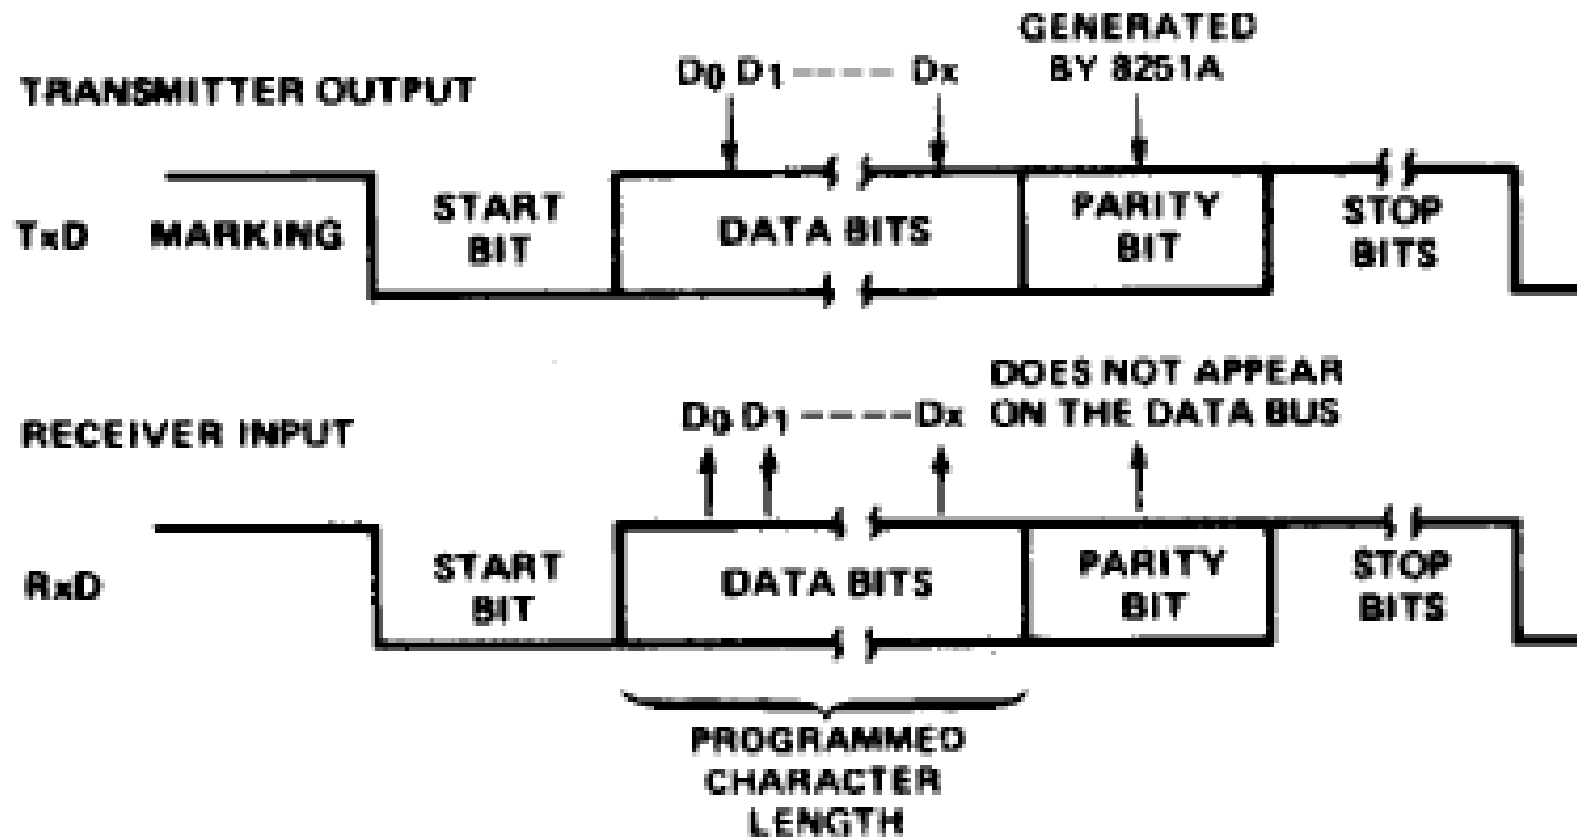 GENERATED
BY 8251A
TRANSMITTER OUTPUT
D0 D1 ----- Dx
TxD
MARKING
START
BIT
DATA BITS
PARITY
BIT
STOP
BITS
RECEIVER INPUT
D0 D1 ---- Dx
DOES NOT APPEAR
ON THE DATA BUS
RxD
START
BIT
DATA BITS
PARITY
BIT
STOP
BITS
PROGRAMMED
CHARACTER
LENGTH